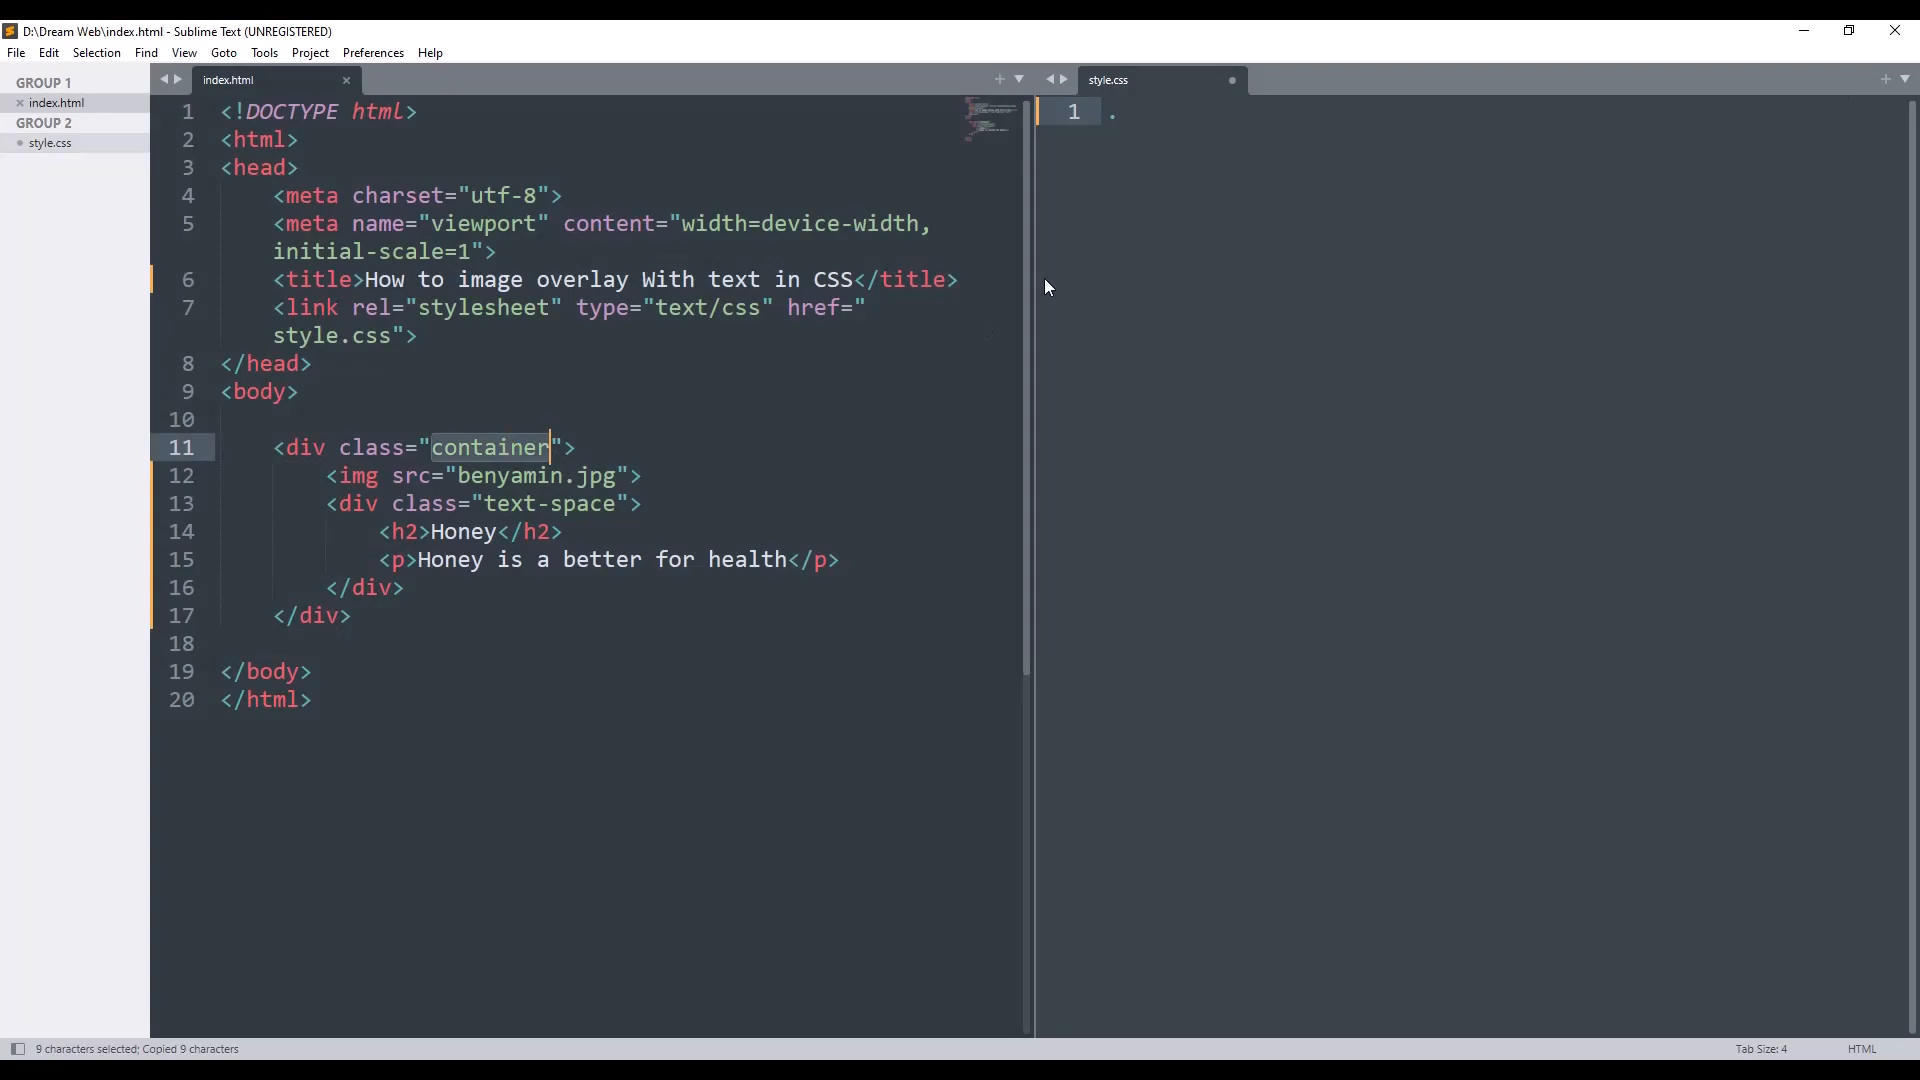 D:\Dream Web\index.html - Sublime Text (UNREGISTERED)
File Edit Selection Find View Goto Tools Project Preferences Help
GROUP 1
index.html
GROUP 2
style.css
index.html
1 <!DOCTYPE html>
2 <html>
3 <head>
4 <meta charset="utf-8">
5 <meta name="viewport" content="width=device-width,
initial-scale=1">
6 <title>How to image overlay With text in CSS</title>
7 <link rel="stylesheet" type="text/css" href="
style.css">
8 </head>
9 <body>
10
11 <div class="container">
12 <img src="benyamin.jpg">
13 <div class="text-space">
14 <h2>Honey</h2>
15 <p>Honey is a better for health</p>
16 </div>
17 </div>
18
19 </body>
20 </html>
style.css
1 .
9 characters selected; Copied 9 characters
Tab Size: 4
HTML